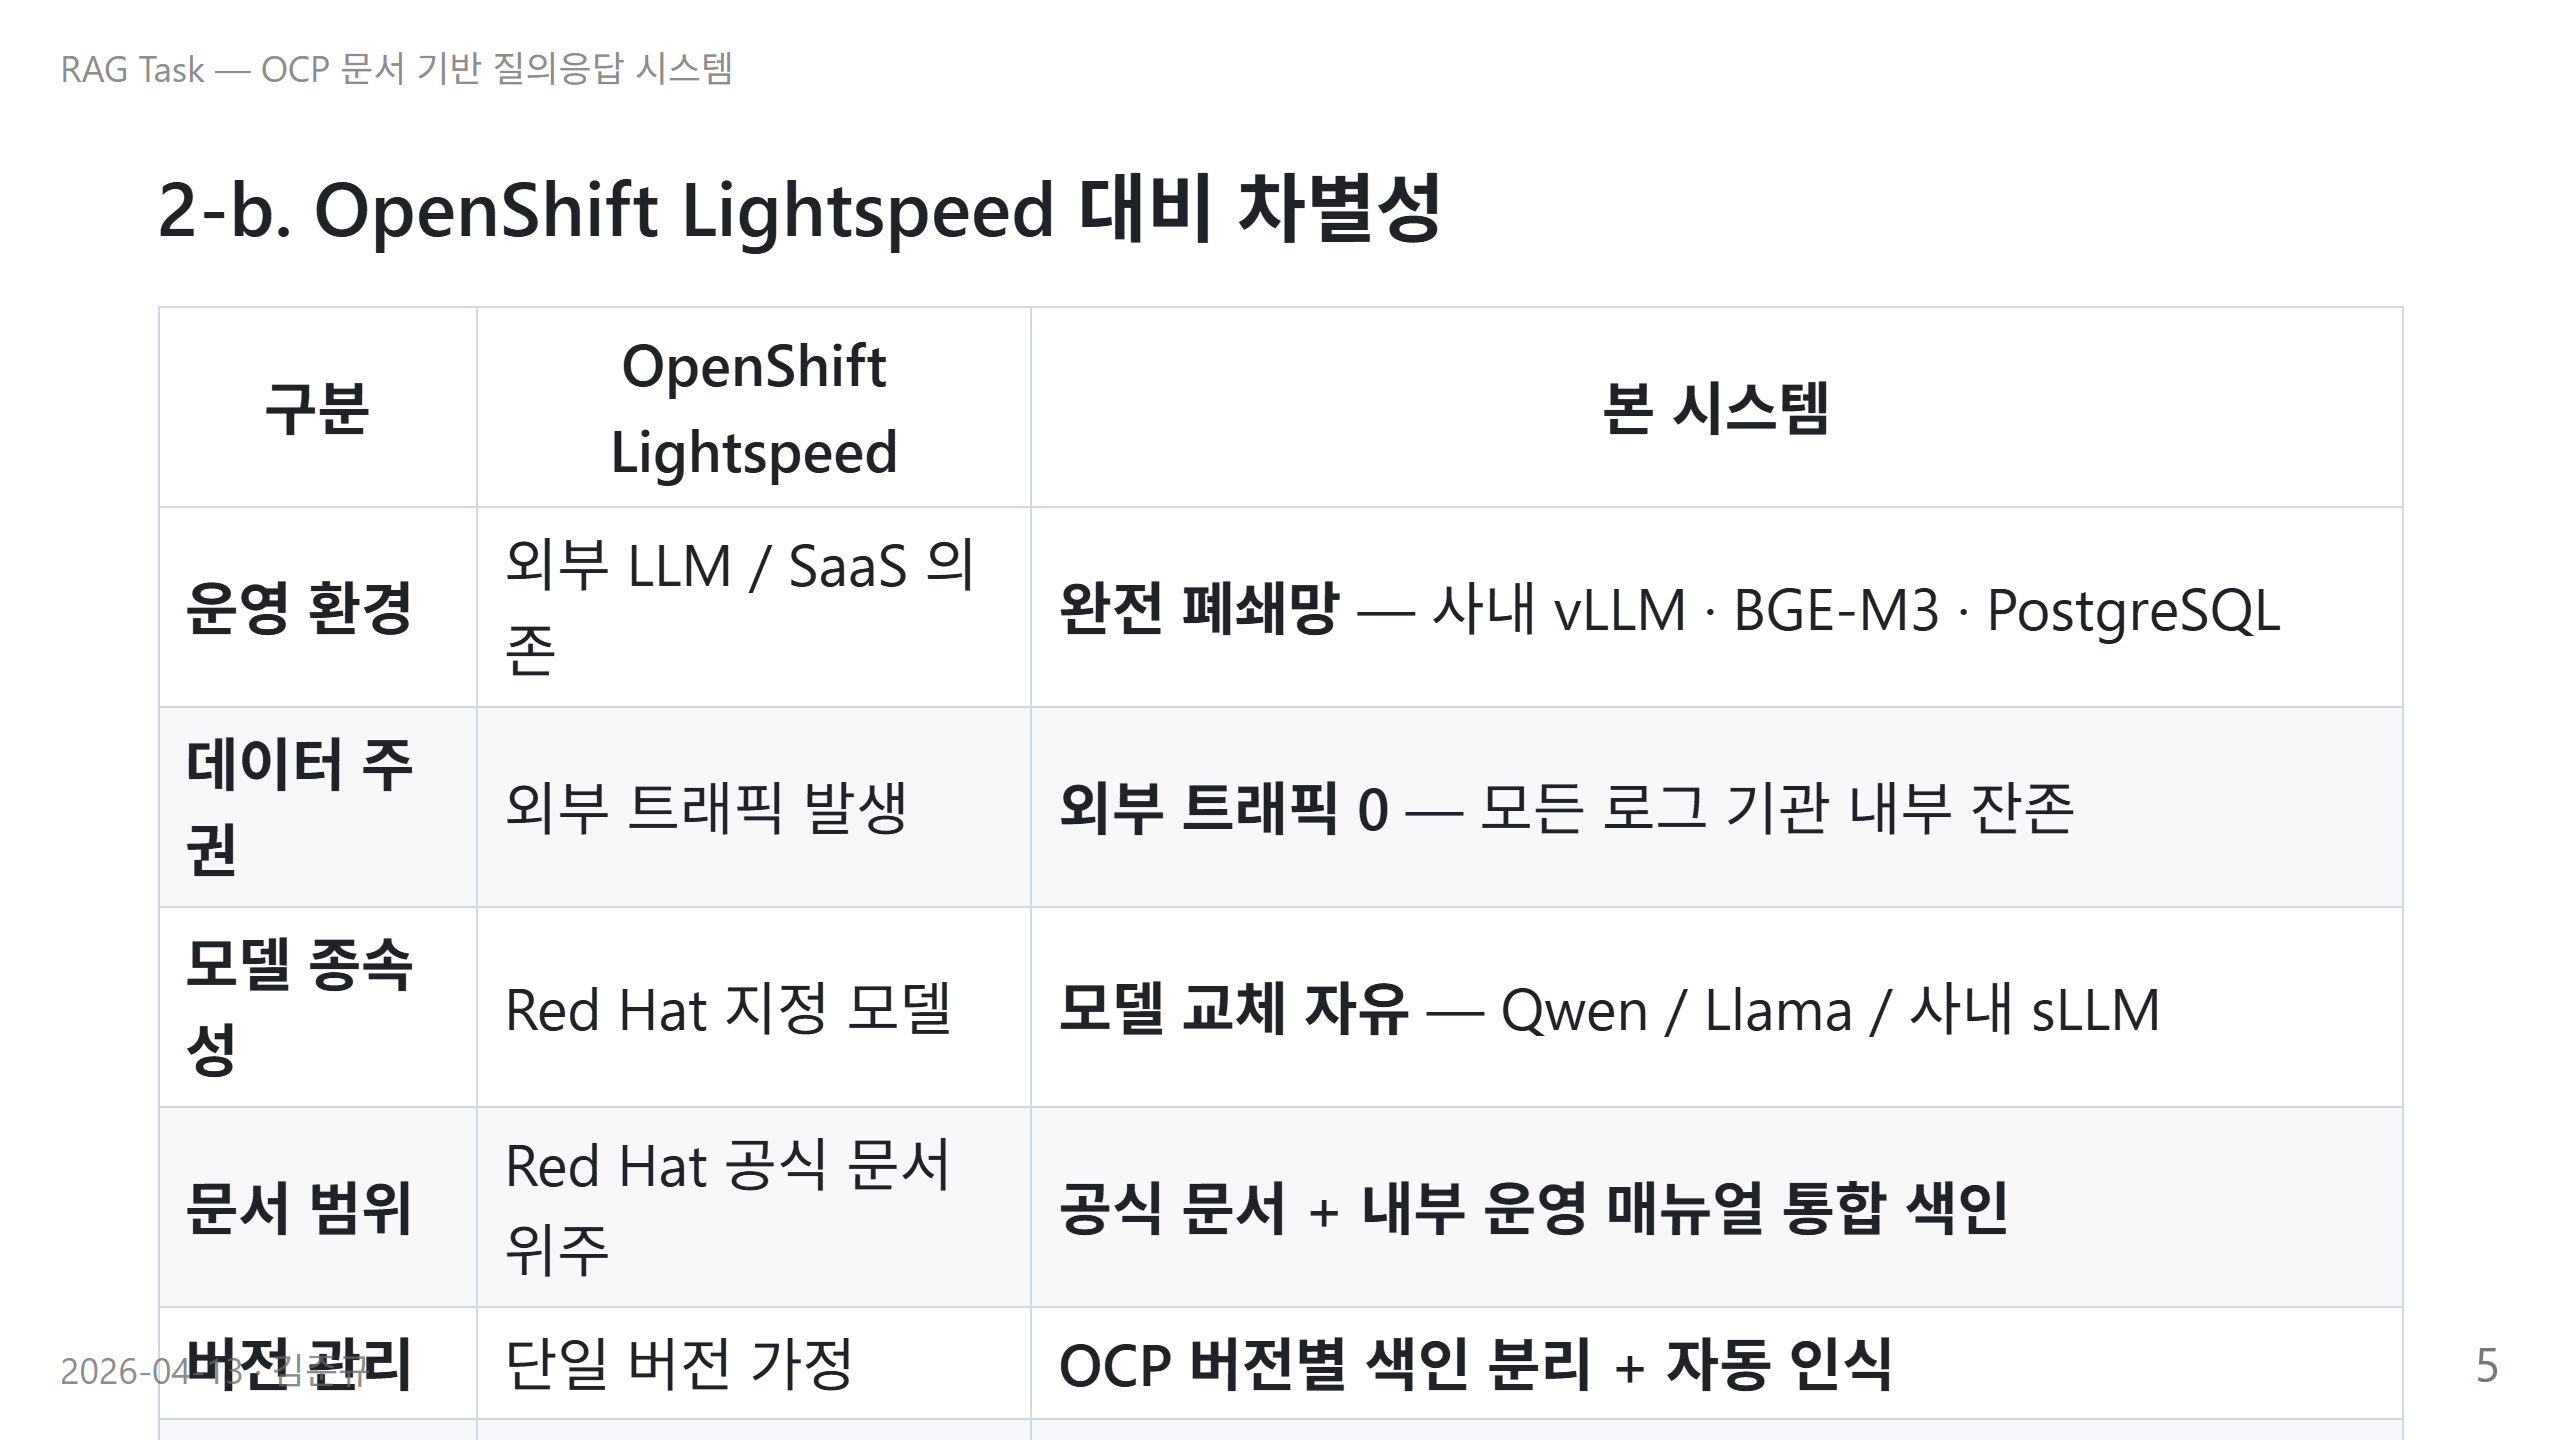 RAG Task — OCP 문서 기반 질의응답 시스템
2-b. OpenShift Lightspeed 대비 차별성
구분
OpenShift
Lightspeed
본 시스템
운영 환경
외부 LLM / SaaS 의
존
완전 폐쇄망 — 사내 vLLM · BGE-M3 · PostgreSQL
데이터 주
권
외부 트래픽 발생
외부 트래픽 0 — 모든 로그 기관 내부 잔존
모델 종속
성
Red Hat 지정 모델
모델 교체 자유 — Qwen / Llama / 사내 sLLM
문서 범위
Red Hat 공식 문서
위주
공식 문서 + 내부 운영 매뉴얼 통합 색인
버전 관리
단일 버전 가정
OCP 버전별 색인 분리 + 자동 인식
2026-04-13 ·
5